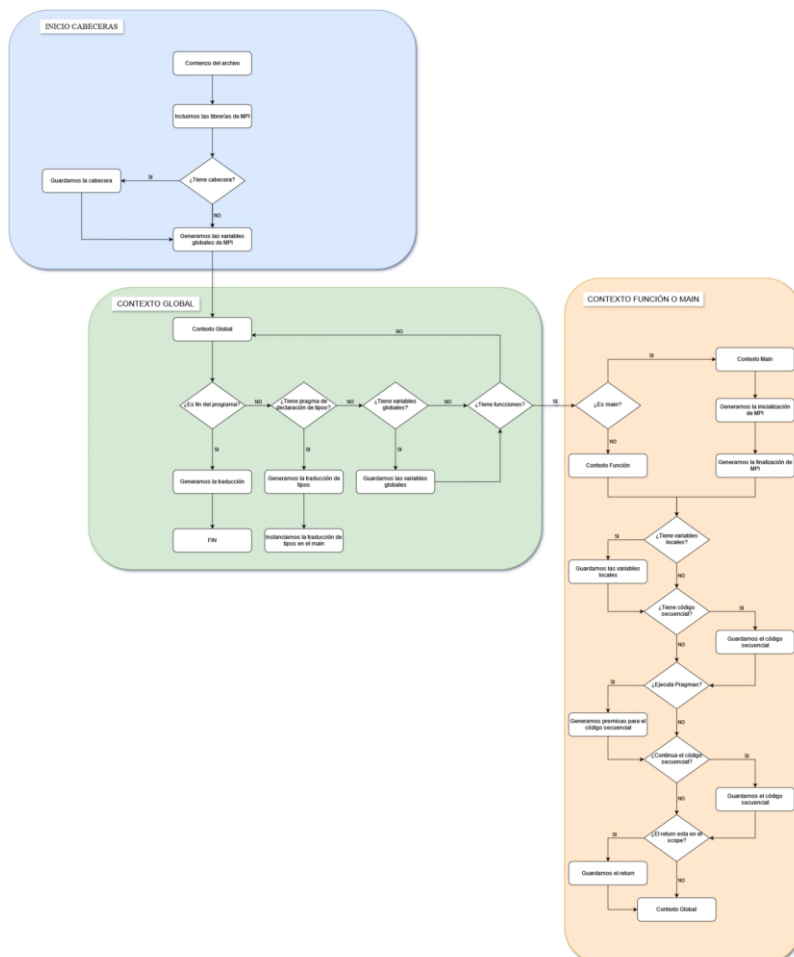 INICIO CABECERAS
Comienzo del archivo
Incluimos las librerías de MPI
¿Tiene cabecera?
SI
Guardamos la cabecera
NO
Generamos las variables
globales de MPI
CONTEXTO GLOBAL
Contexto Global
NO
¿Es fin del programa?
NO
¿Tiene pragma de
declaración de tipos?
NO
¿Tiene variables
globales?
NO
¿Tiene funcciones?
SI
SI
SI
SI
Generamos la traducción
Generamos la traducción de
tipos
Guardamos las variables
globales
FIN
Instanciamos la traducción de
tipos en el main
CONTEXTO FUNCIÓN O MAIN
SI
Contexto Main
¿Es main?
Generamos la inicialización
de MPI
NO
Contexto Función
Generamos la finalización de
MPI
¿Tiene variables
locales?
SI
Guardamos las variables
locales
NO
¿Tiene código
secuencial?
SI
Guardamos el código
secuencial
NO
¿Ejecuta Pragmas?
SI
Generamos premisas para el
código secuencial
NO
¿Continua el código
secuencial?
SI
Guardamos el código
secuencial
NO
¿El return esta en el
scope?
SI
Guardamos el return
NO
Contexto Global